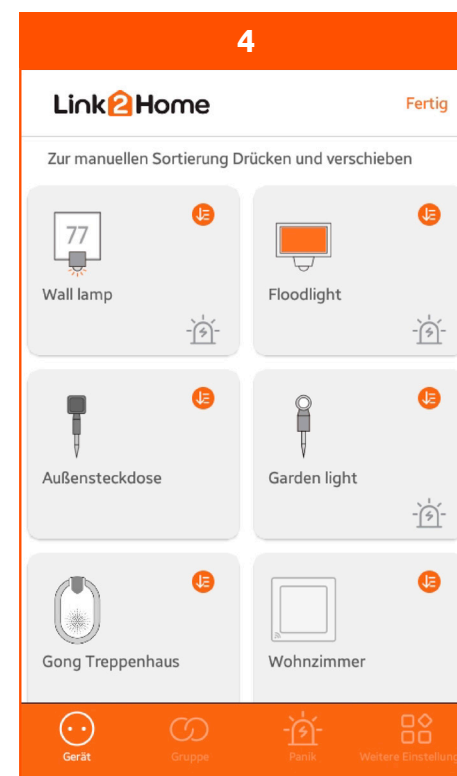 4
Link2Home
Fertig
Zur manuellen Sortierung Drücken und verschieben
77
Wall lamp
Floodlight
Außensteckdose
Garden light
Gong Treppenhaus
Wohnzimmer
Gerät
Gruppe
Panik
Weitere Einstellung